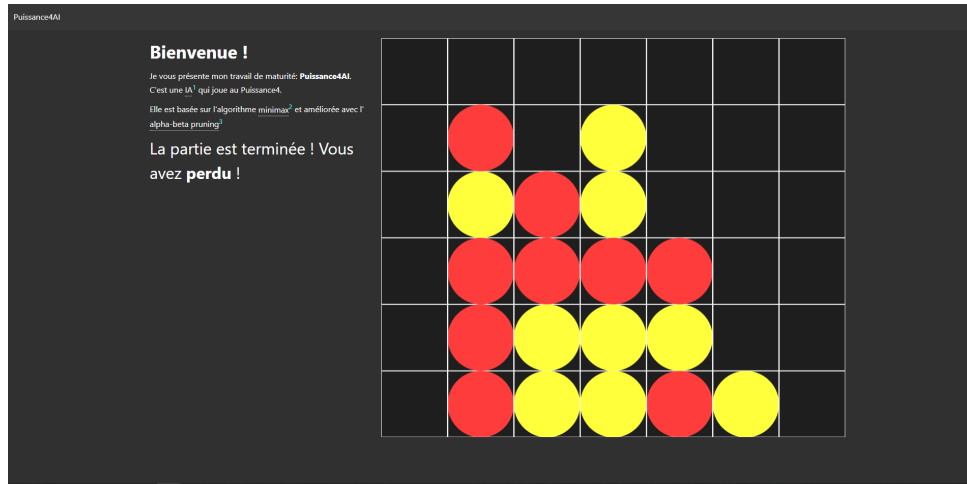 Puissance4AI
Bienvenue !
Je vous présente mon travail de maturité: Puissance4AI.
C'est une IA¹ qui joue au Puissance4.
Elle est basée sur l'algorithme minimax² et améliorée avec l'
alpha-beta pruning³
La partie est terminée ! Vous
avez perdu !